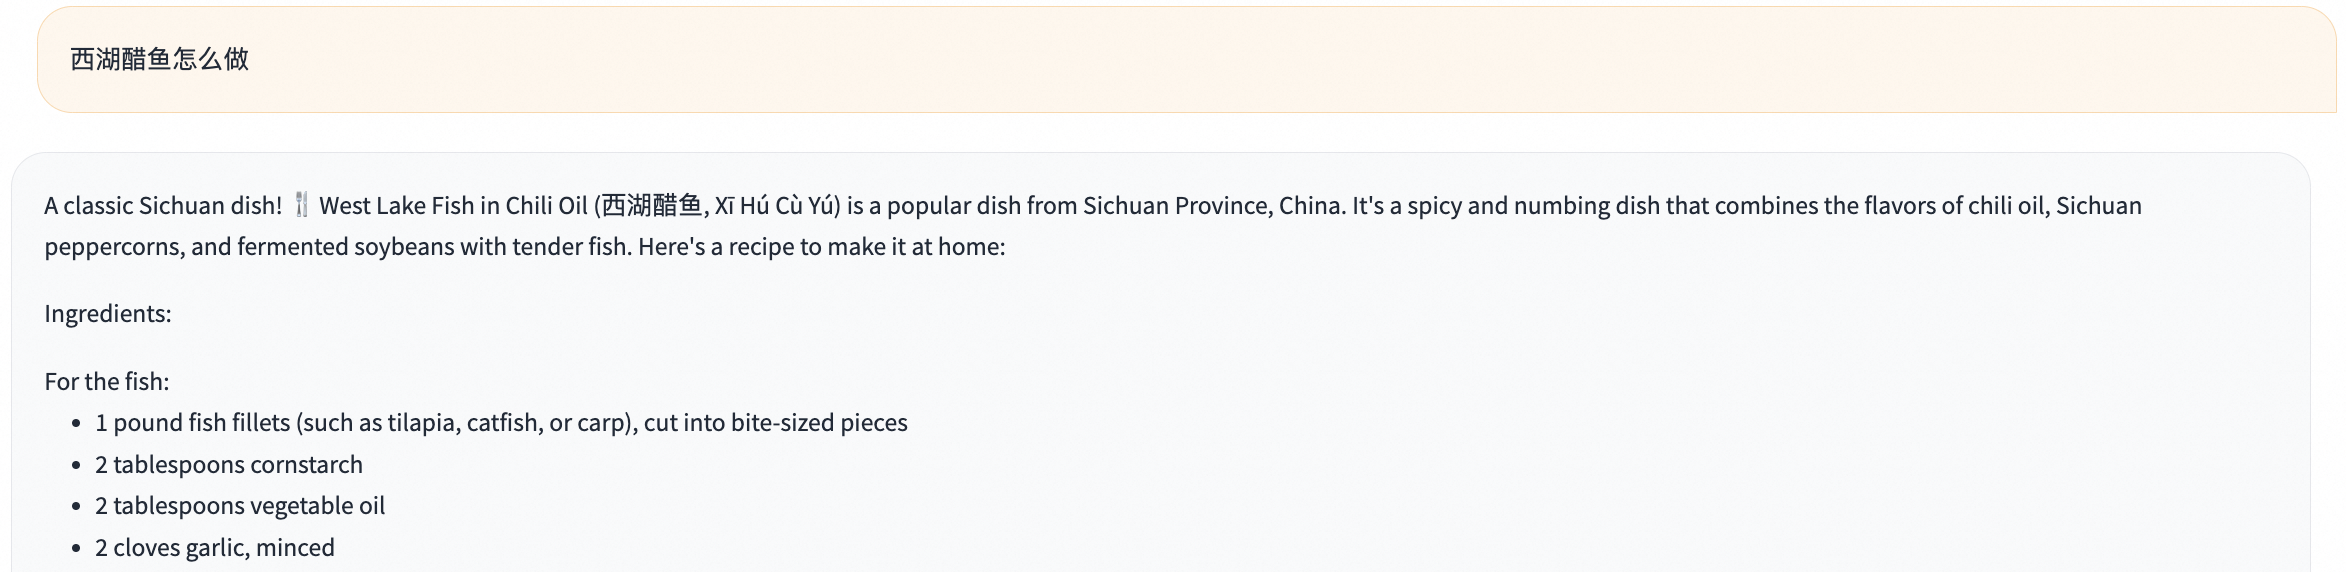 西湖醋鱼怎么做
A classic Sichuan dish! 🍴 West Lake Fish in Chili Oil (西湖醋鱼, Xī Hú Cù Yú) is a popular dish from Sichuan Province, China. It's a spicy and numbing dish that combines the flavors of chili oil, Sichuan
peppercorns, and fermented soybeans with tender fish. Here's a recipe to make it at home:
Ingredients:
For the fish:
• 1 pound fish fillets (such as tilapia, catfish, or carp), cut into bite-sized pieces
• 2 tablespoons cornstarch
• 2 tablespoons vegetable oil
• 2 cloves garlic, minced